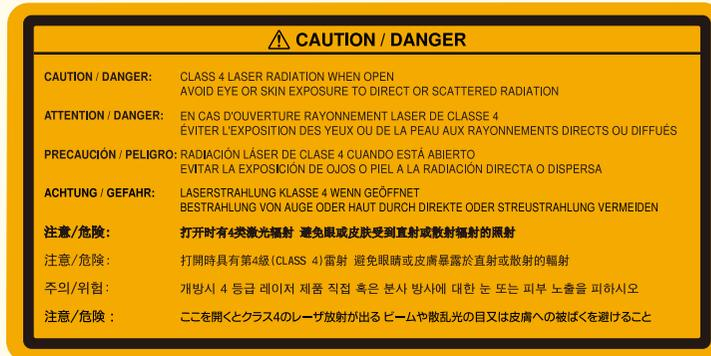 ⚠ CAUTION / DANGER
CAUTION / DANGER: CLASS 4 LASER RADIATION WHEN OPEN
AVOID EYE OR SKIN EXPOSURE TO DIRECT OR SCATTERED RADIATION
ATTENTION / DANGER: EN CAS D'OUVERTURE RAYONNEMENT LASER DE CLASSE 4
ÉVITER L'EXPOSITION DES YEUX OU DE LA PEAU AUX RAYONNEMENTS DIRECTS OU DIFFUÉS
PRECAUCIÓN / PELIGRO: RADIACIÓN LÁSER DE CLASE 4 CUANDO ESTÁ ABIERTO
EVITAR LA EXPOSICIÓN DE OJOS O PIEL A LA RADIACIÓN DIRECTA O DISPERSA
ACHTUNG / GEFAHR: LASERSTRAHLUNG KLASSE 4 WENN GEÖFFNET
BESTRAHLUNG VON AUGE ODER HAUT DURCH DIREKTE ODER STREUSTRAHLUNG VERMEIDEN
注意/危险: 打开时有4类激光辐射 避免眼或皮肤受到直射或散射辐射的照射
注意/危険: 打開時具有第4級(CLASS 4)雷射 避免眼睛或皮膚暴露於直射或散射的輻射
주의/위험: 개방시 4 등급 레이저 제품 직접 혹은 분사 방사에 대한 눈 또는 피부 노출을 피하시오
注意/危険: ここを開くとクラス4のレーザ放射が出る ビームや散乱光の目又は皮膚への被ばくを避けること